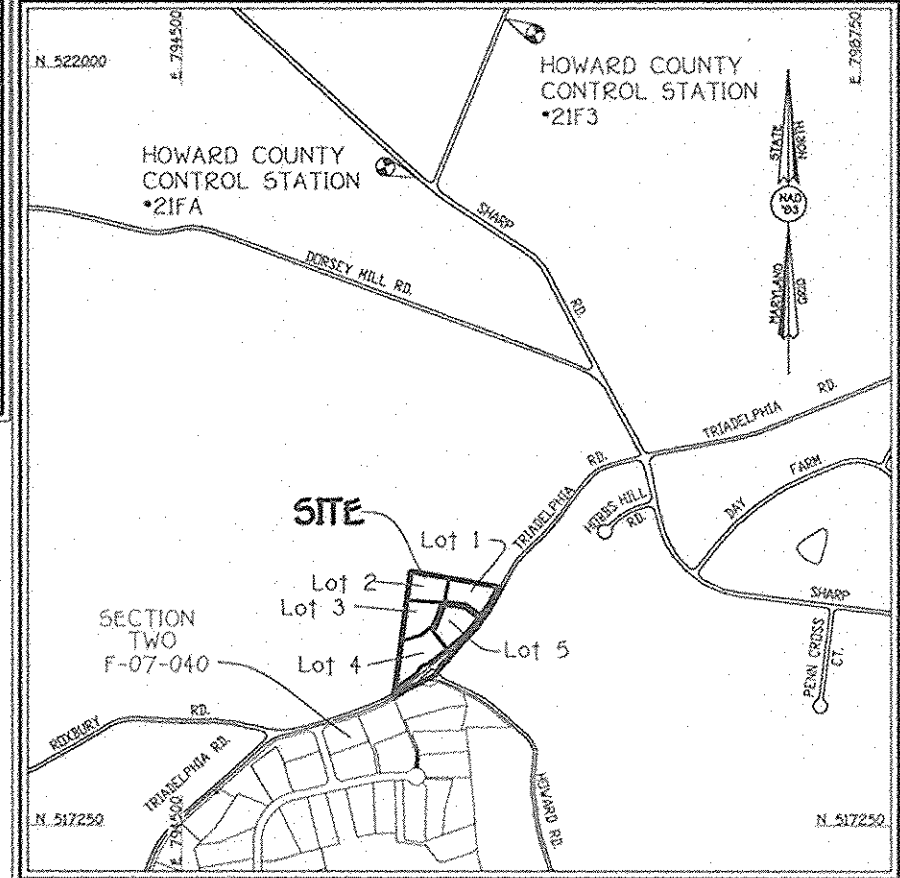 N 522000
E 794500
E 798750
HOWARD COUNTY
CONTROL STATION
•21F3
HOWARD COUNTY
CONTROL STATION
•21FA
STATE
NORTH
NAD
'83
MARYLAND
GRID
SHARP
RD.
DORSEY MILL RD.
TRIADELPHIA
RD.
TRIADELPHIA
RD.
HOBBS HILL
RD.
DAY
FARM
SITE
Lot 1
Lot 2
Lot 3
Lot 4
Lot 5
SHARP
PENN CROSS
CT.
SECTION
TWO
F-07-040
ROXBURY
RD.
TRIADELPHIA RD.
HOWARD RD.
N 517250
E 794500
N 517250